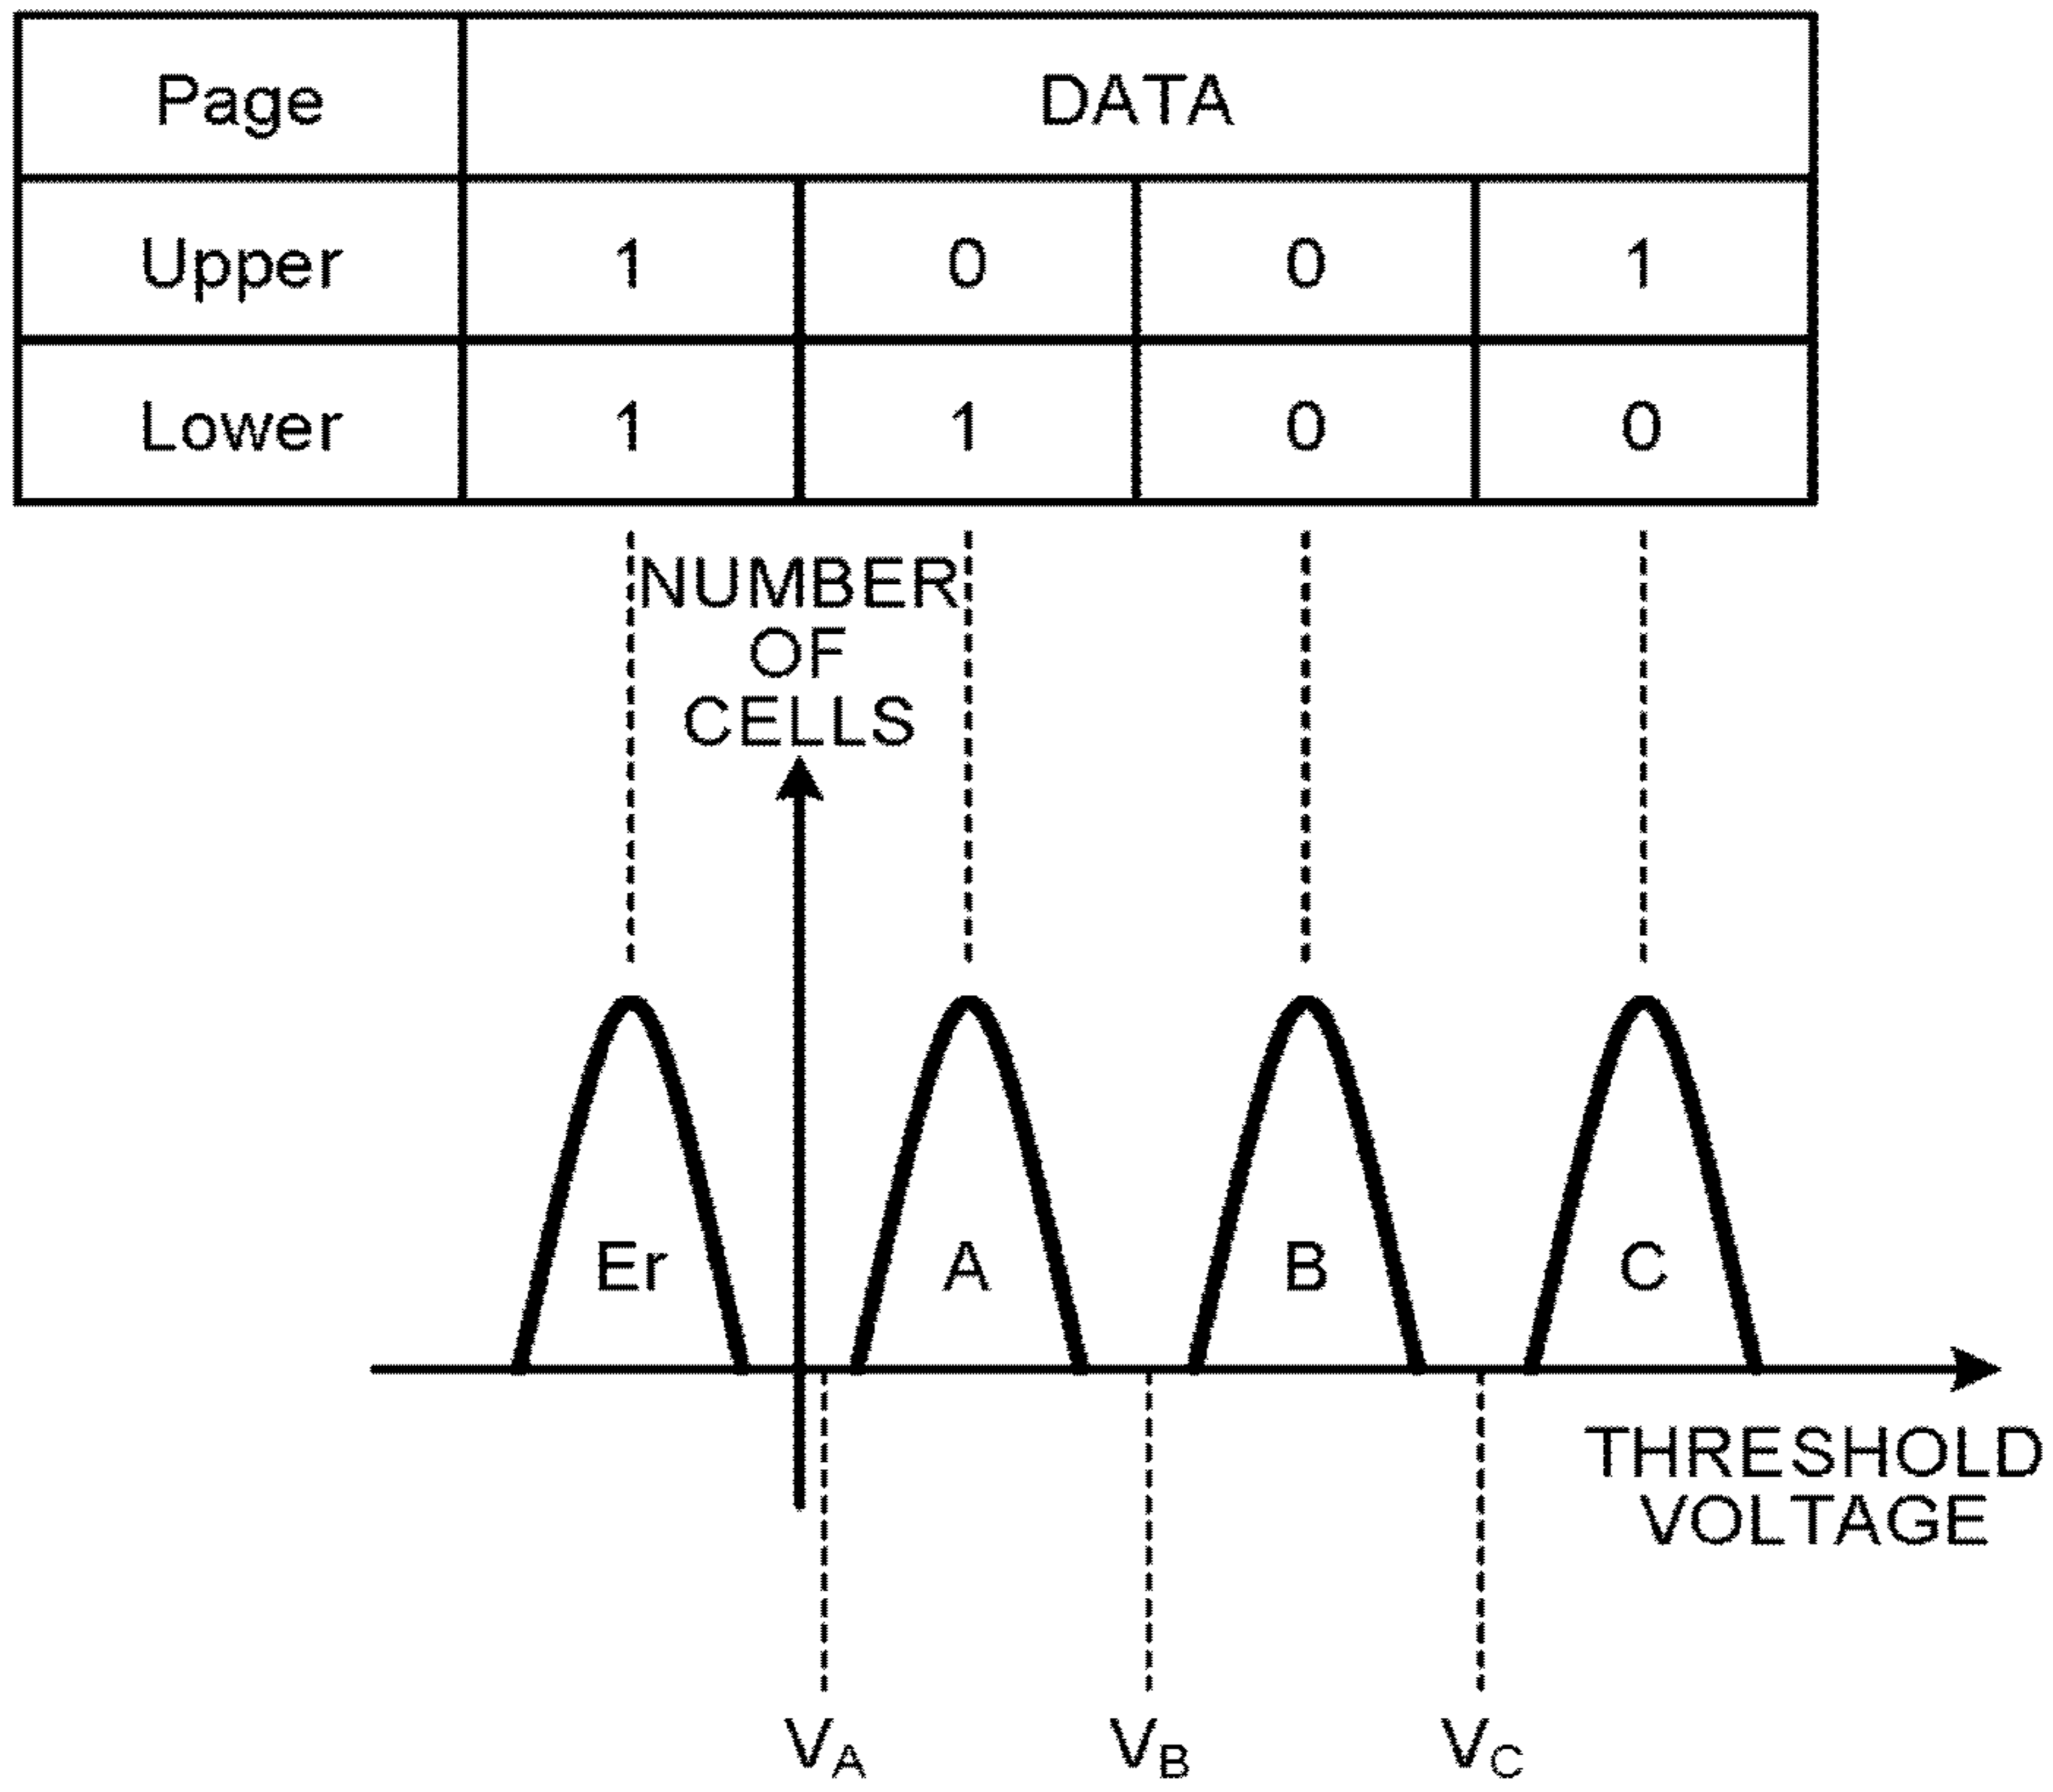 Page DATA
Upper 1 0 0 1
Lower 1 1 0 0
NUMBER
OF
CELLS
Er A B C
THRESHOLD
VOLTAGE
VA VB VC